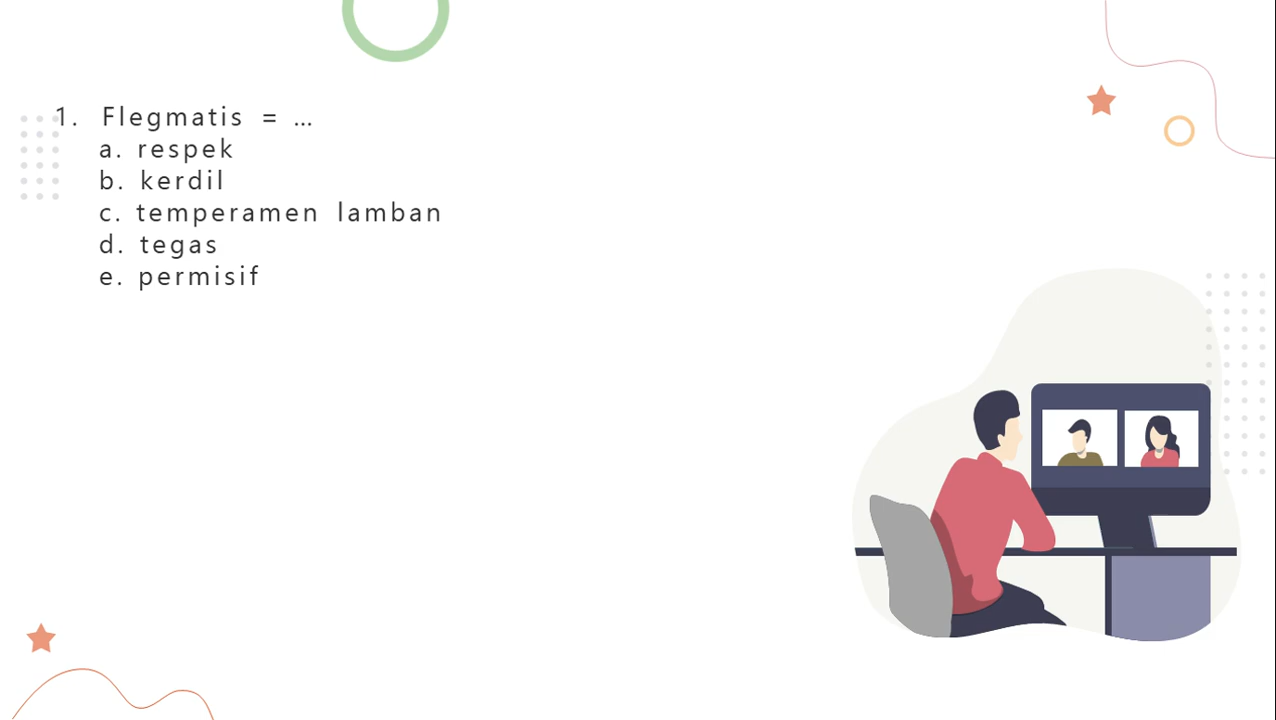 1. Flegmatis = ...
a. respek
b. kerdil
c. temperamen lamban
d. tegas
e. permisif